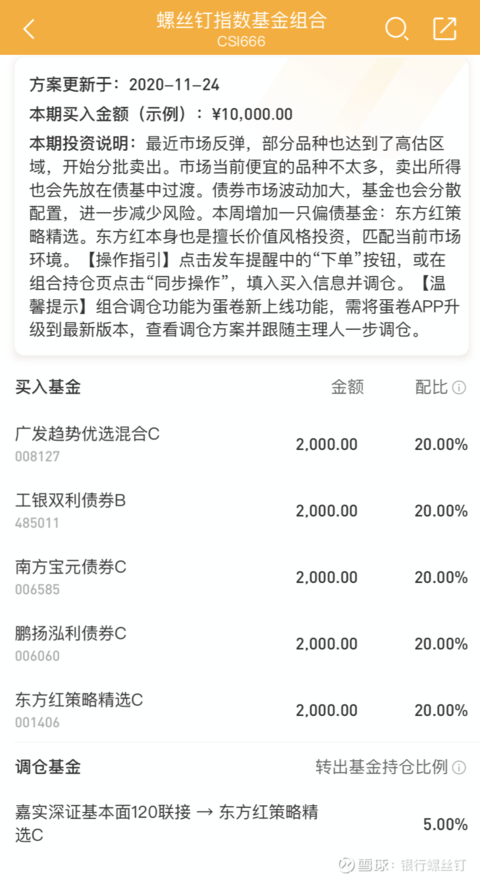 螺丝钉指数基金组合
CSI666
方案更新于：2020-11-24
本期买入金额（示例）：¥10,000.00
本期投资说明：最近市场反弹，部分品种也达到了高估区
域，开始分批卖出。市场当前便宜的品种不太多，卖出所得
也会先放在债基中过渡。债券市场波动加大，基金也会分散
配置，进一步减少风险。本周增加一只偏债基金：东方红策
略精选。东方红本身也是擅长价值风格投资，匹配当前市场
环境。【操作指引】点击发车提醒中的“下单”按钮，或在
组合持仓页点击“同步操作”，填入买入信息并调仓。【温
馨提示】组合调仓功能为蛋卷新上线功能，需将蛋卷APP升
级到最新版本，查看调仓方案并跟随主理人一步调仓。
买入基金 金额 配比
广发趋势优选混合C 2,000.00 20.00%
008127
工银双利债券B 2,000.00 20.00%
485011
南方宝元债券C 2,000.00 20.00%
006585
鹏扬泓利债券C 2,000.00 20.00%
006060
东方红策略精选C 2,000.00 20.00%
001406
调仓基金 转出基金持仓比例
嘉实深证基本面120联接 → 东方红策略精
选C 5.00%
雪球：银行螺丝钉